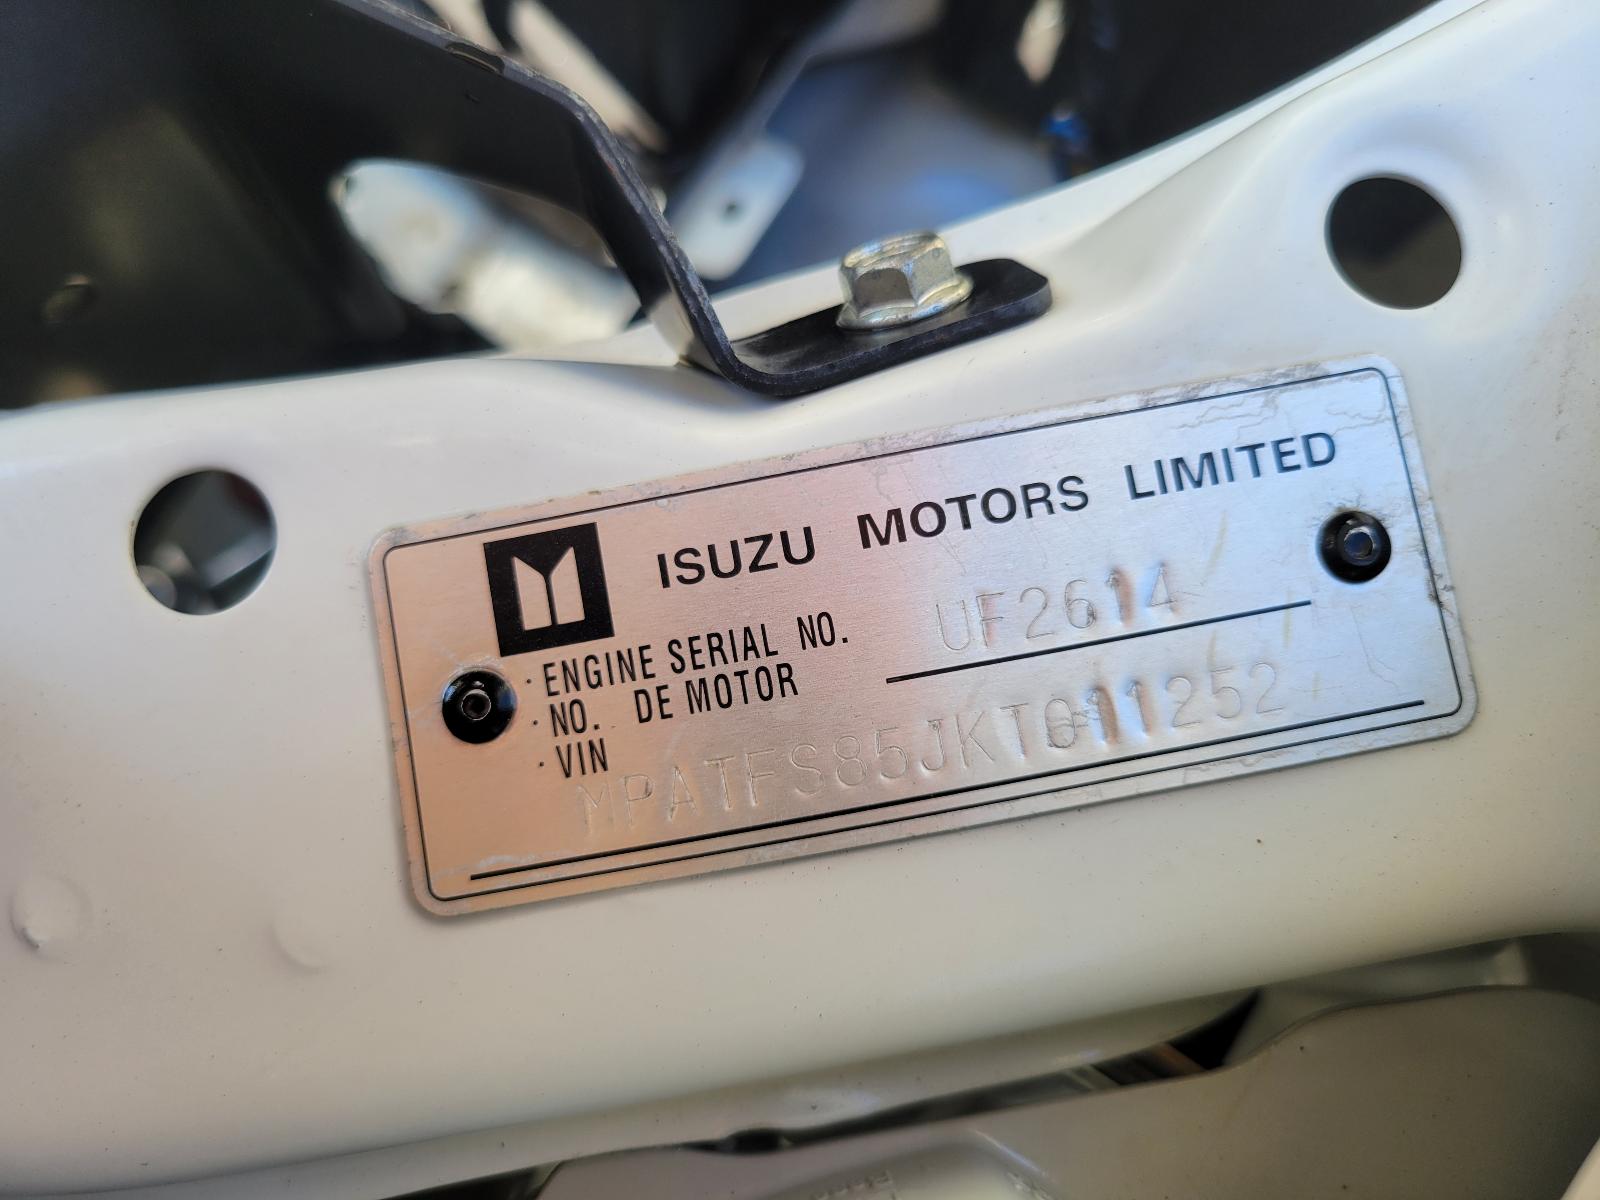 ISUZU MOTORS LIMITED
· ENGINE SERIAL NO. UF2614
· NO. DE MOTOR
· VIN MPATFS85JKT011252